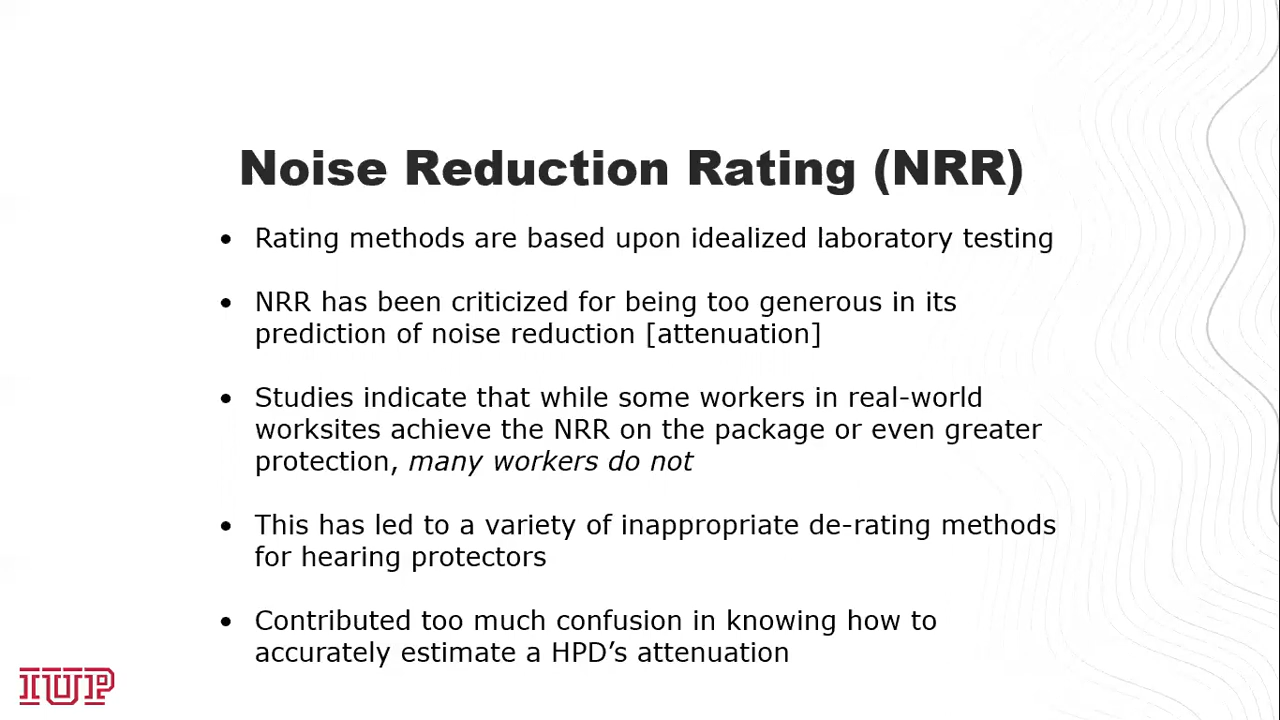 Noise Reduction Rating (NRR)
• Rating methods are based upon idealized laboratory testing
• NRR has been criticized for being too generous in its
prediction of noise reduction [attenuation]
• Studies indicate that while some workers in real-world
worksites achieve the NRR on the package or even greater
protection, many workers do not
• This has led to a variety of inappropriate de-rating methods
for hearing protectors
• Contributed too much confusion in knowing how to
accurately estimate a HPD’s attenuation
IUP